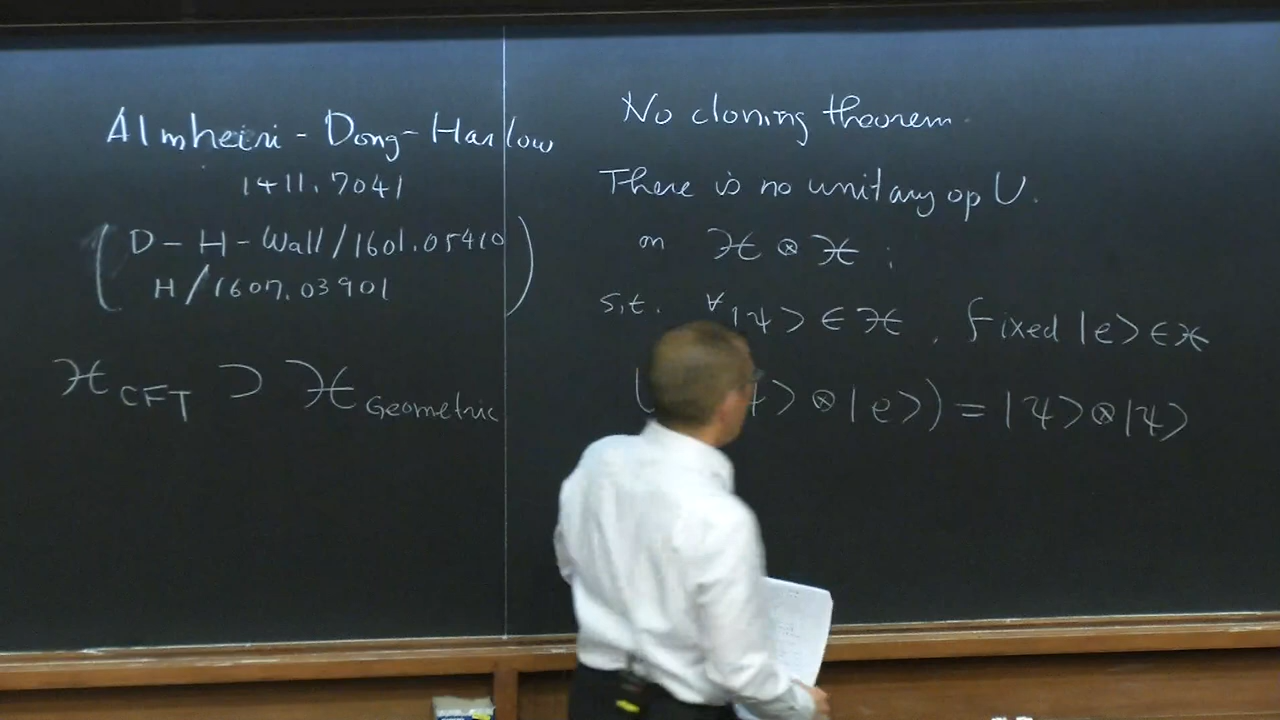 Almheiri - Dong - Harlow
1411.7041
( D - H - Wall / 1601.05410
H / 1607.03901 )
ℋ_CFT ⊃ ℋ_Geometric
No cloning theorem.
There is no unitary op U.
on ℋ ⊗ ℋ ;
s.t. ∀|ψ> ∈ ℋ , fixed |e> ∈ ℋ
> ⊗ |e>) = |ψ> ⊗ |ψ>